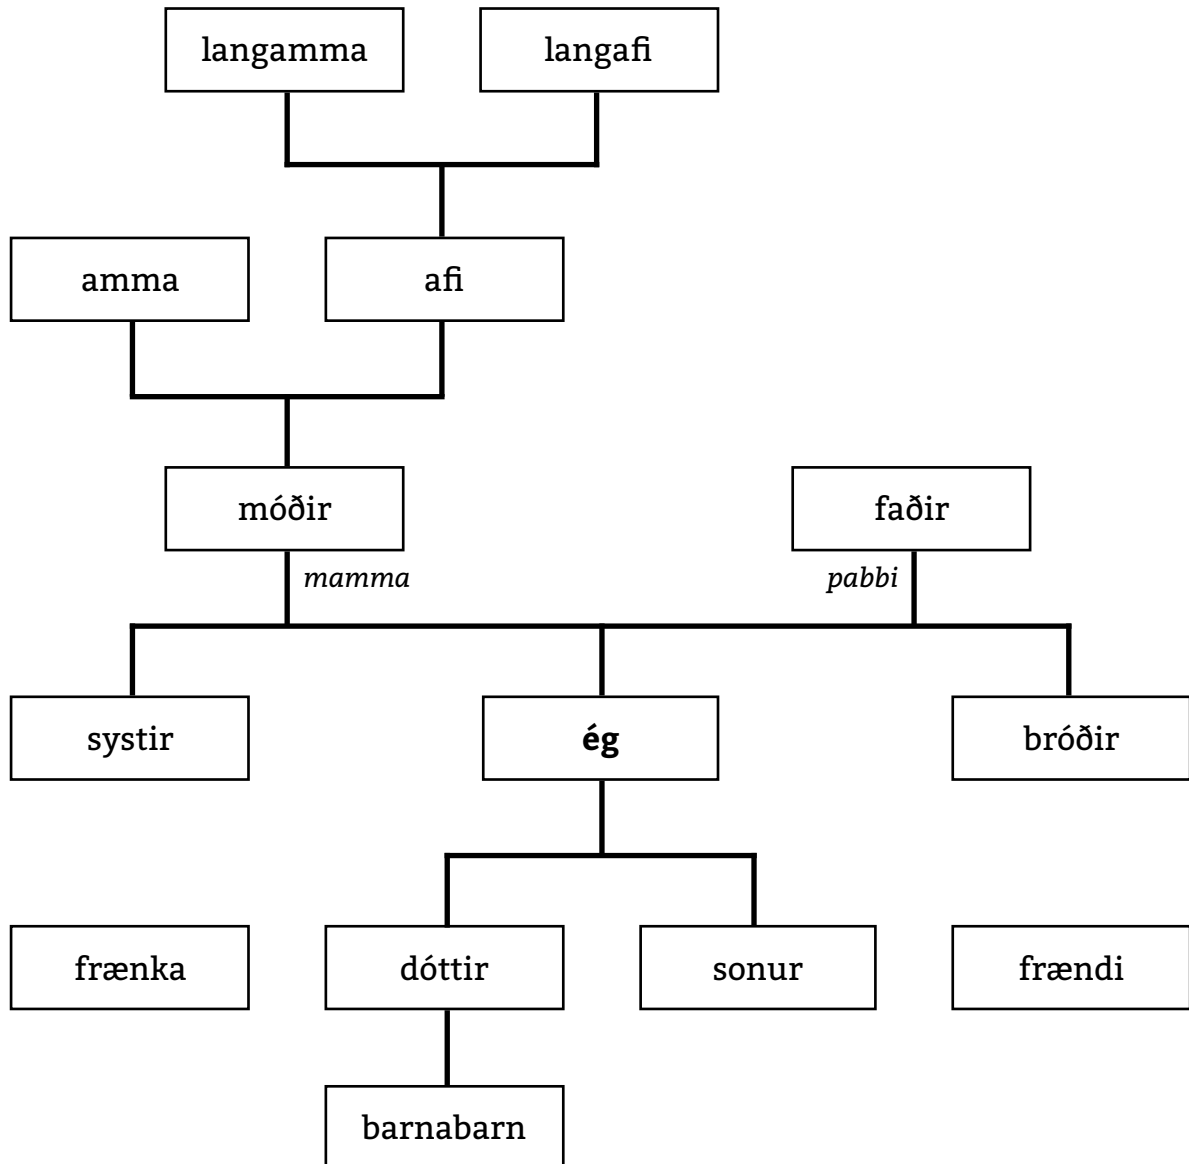 langamma
langafi
amma
afi
móðir
faðir
mamma
pabbi
systir
ég
bróðir
frænka
dóttir
sonur
frændi
barnabarn